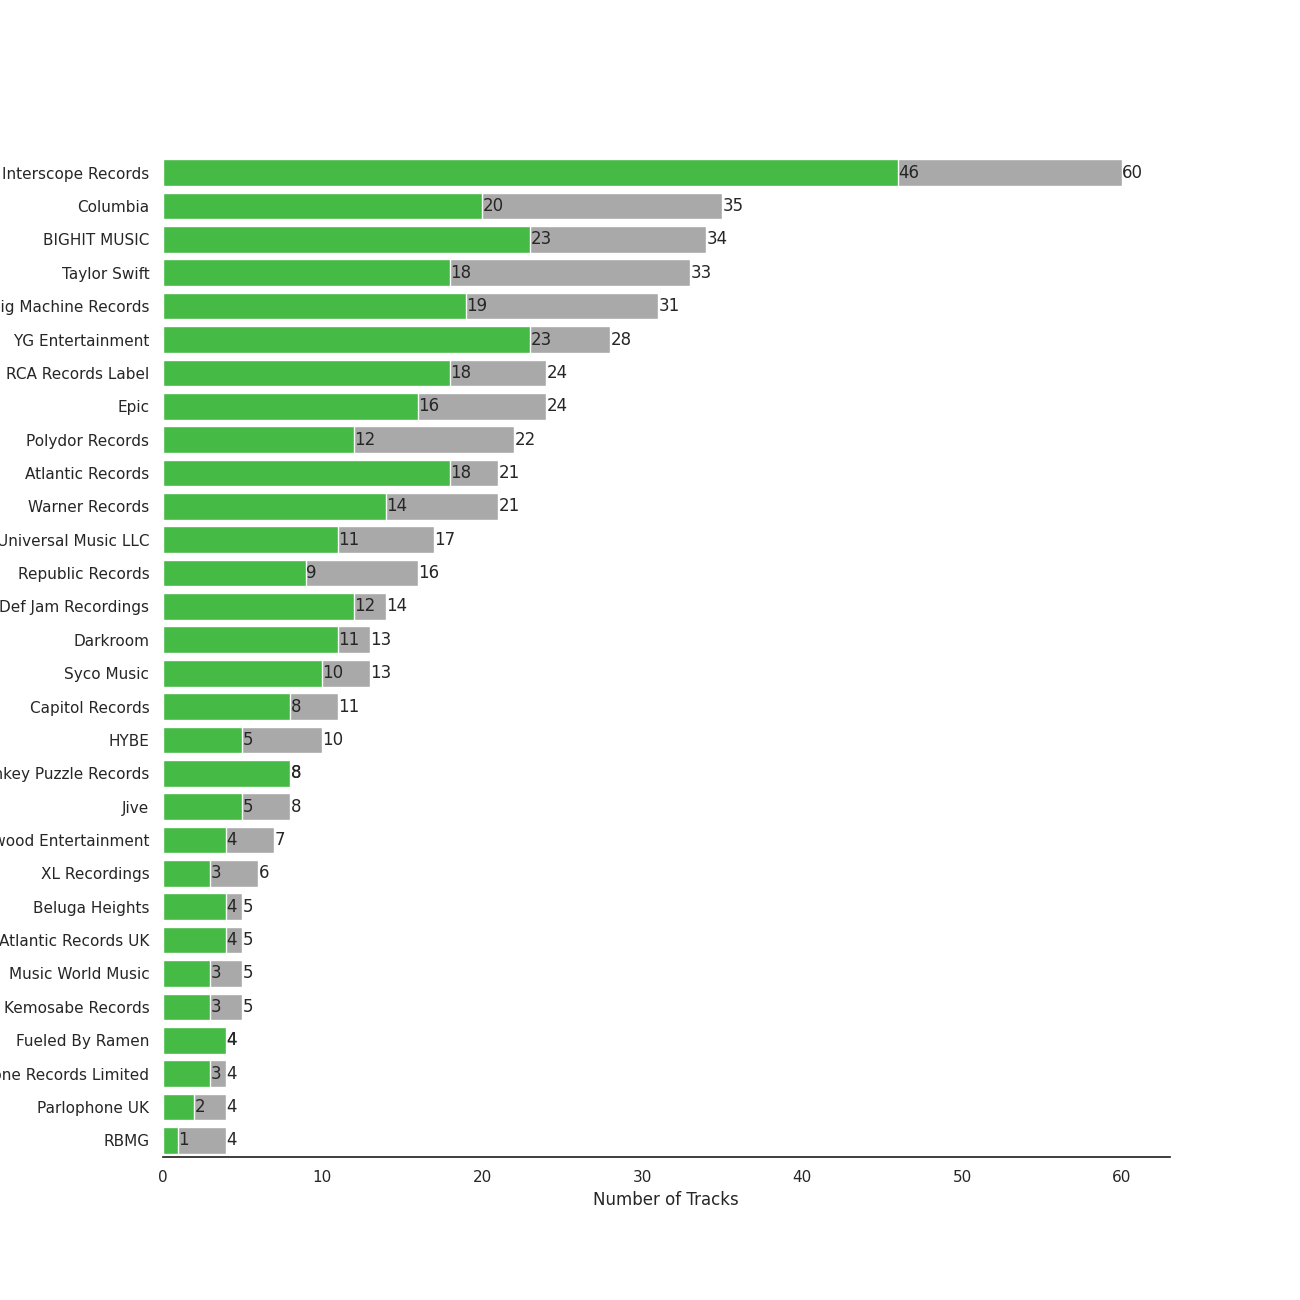 Interscope Records 46 60
Columbia 20 35
BIGHIT MUSIC 23 34
Taylor Swift 18 33
ig Machine Records 19 31
YG Entertainment 23 28
RCA Records Label 18 24
Epic 16 24
Polydor Records 12 22
Atlantic Records 18 21
Warner Records 14 21
Universal Music LLC 11 17
Republic Records 9 16
Def Jam Recordings 12 14
Darkroom 11 13
Syco Music 10 13
Capitol Records 8 11
HYBE 5 10
key Puzzle Records 8
Jive 5 8
wood Entertainment 4 7
XL Recordings 3 6
Beluga Heights 4 5
Atlantic Records UK 4 5
Music World Music 3 5
Kemosabe Records 3 5
Fueled By Ramen 4
ne Records Limited 3 4
Parlophone UK 2 4
RBMG 1 4
0 10 20 30 40 50 60
Number of Tracks